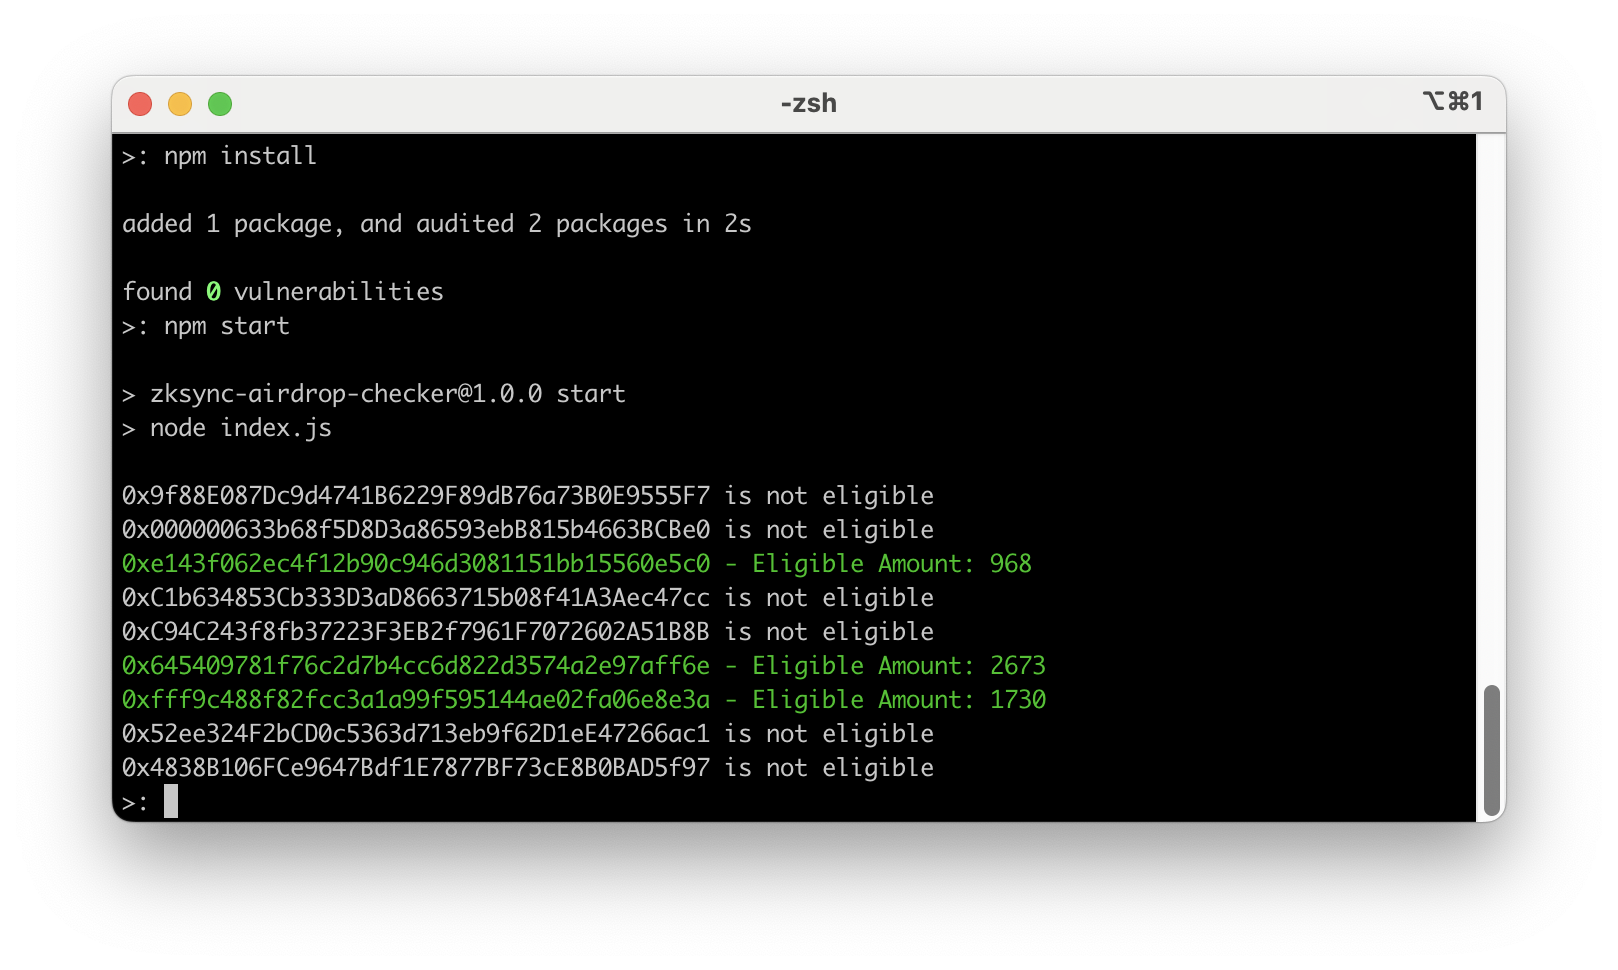 -zsh
⌥⌘1
>: npm install
added 1 package, and audited 2 packages in 2s
found 0 vulnerabilities
>: npm start
> zksync-airdrop-checker@1.0.0 start
> node index.js
0x9f88E087Dc9d4741B6229F89dB76a73B0E9555F7 is not eligible
0x000000633b68f5D8D3a86593ebB815b4663BCBe0 is not eligible
0xe143f062ec4f12b90c946d3081151bb15560e5c0 - Eligible Amount: 968
0xC1b634853Cb333D3aD8663715b08f41A3Aec47cc is not eligible
0xC94C243f8fb37223F3EB2f7961F7072602A51B8B is not eligible
0x645409781f76c2d7b4cc6d822d3574a2e97aff6e - Eligible Amount: 2673
0xfff9c488f82fcc3a1a99f595144ae02fa06e8e3a - Eligible Amount: 1730
0x52ee324F2bCD0c5363d713eb9f62D1eE47266ac1 is not eligible
0x4838B106FCe9647Bdf1E7877BF73cE8B0BAD5f97 is not eligible
>: